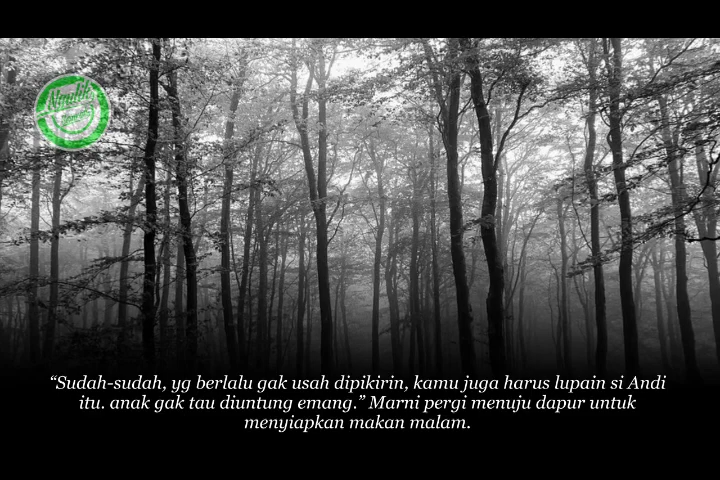 “Sudah-sudah, yg berlalu gak usah dipikirin, kamu juga harus lupain si Andi
itu. anak gak tau diuntung emang.” Marni pergi menuju dapur untuk
menyiapkan makan malam.